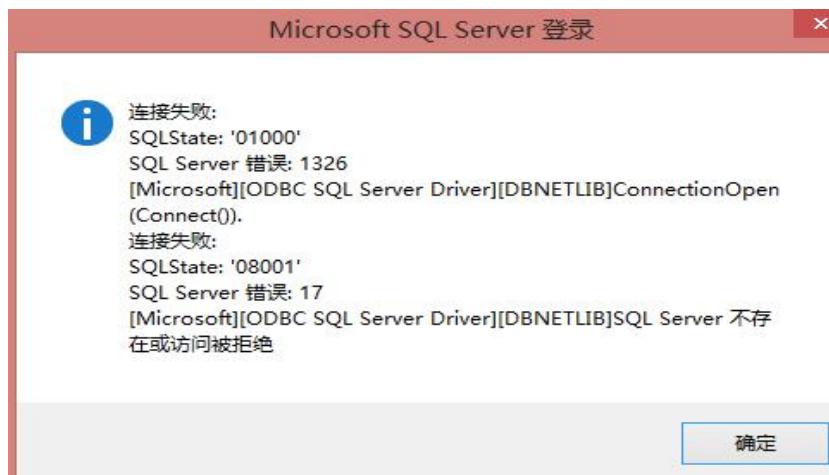 Microsoft SQL Server 登录
连接失败:
SQLState: '01000'
SQL Server 错误: 1326
[Microsoft][ODBC SQL Server Driver][DBNETLIB]ConnectionOpen
(Connect()).
连接失败:
SQLState: '08001'
SQL Server 错误: 17
[Microsoft][ODBC SQL Server Driver][DBNETLIB]SQL Server 不存
在或访问被拒绝
确定